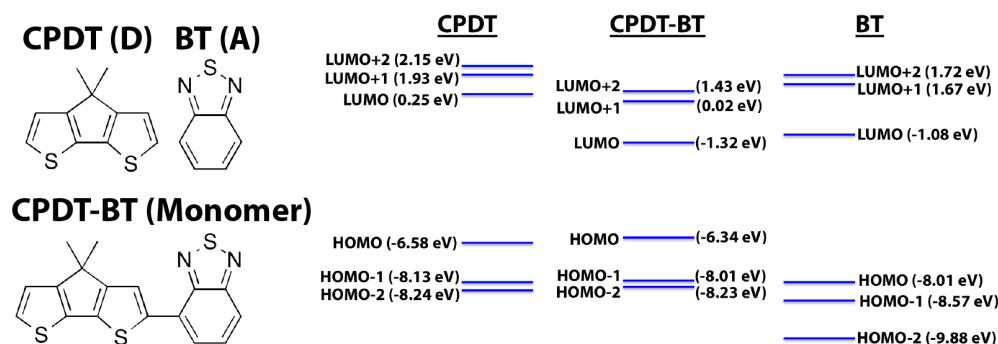 CPDT (D) BT (A)
S
N N
S S
CPDT-BT (Monomer)
S
N N
S S
CPDT
LUMO+2 (2.15 eV)
LUMO+1 (1.93 eV)
LUMO (0.25 eV)
HOMO (-6.58 eV)
HOMO-1 (-8.13 eV)
HOMO-2 (-8.24 eV)
CPDT-BT
LUMO+2 (1.43 eV)
LUMO+1 (0.02 eV)
LUMO (-1.32 eV)
HOMO (-6.34 eV)
HOMO-1 (-8.01 eV)
HOMO-2 (-8.23 eV)
BT
LUMO+2 (1.72 eV)
LUMO+1 (1.67 eV)
LUMO (-1.08 eV)
HOMO (-8.01 eV)
HOMO-1 (-8.57 eV)
HOMO-2 (-9.88 eV)